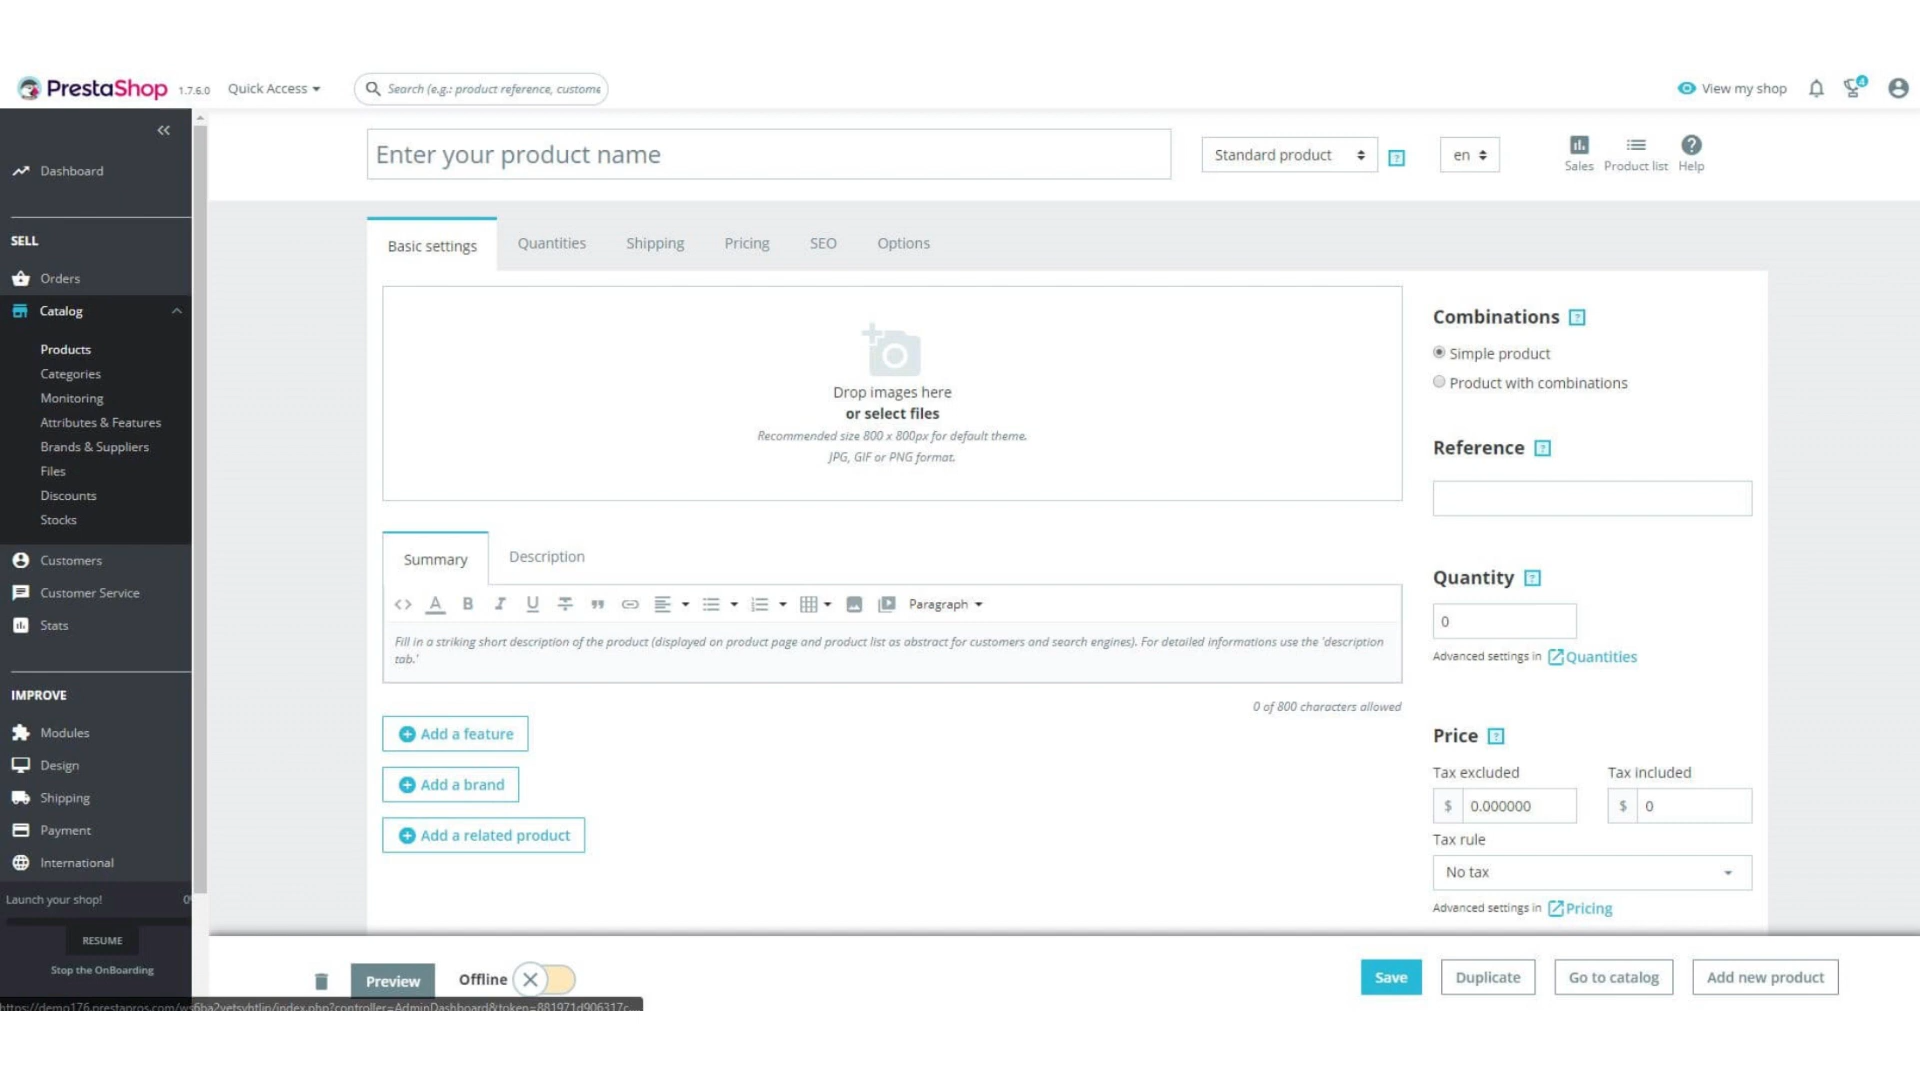 PrestaShop 1.7.6.0 Quick Access
Search (e.g.: product reference, custome
View my shop
4
Dashboard
SELL
Orders
Catalog
Products
Categories
Monitoring
Attributes & Features
Brands & Suppliers
Files
Discounts
Stocks
Customers
Customer Service
Stats
IMPROVE
Modules
Design
Shipping
Payment
International
Launch your shop!
RESUME
Stop the OnBoarding
Enter your product name
Standard product
?
en
Sales
Product list
Help
Basic settings
Quantities
Shipping
Pricing
SEO
Options
Drop images here
or select files
Recommended size 800 x 800px for default theme.
JPG, GIF or PNG format.
Summary
Description
Paragraph
Fill in a striking short description of the product (displayed on product page and product list as abstract for customers and search engines). For detailed informations use the 'description
tab.'
0 of 800 characters allowed
Add a feature
Add a brand
Add a related product
Combinations ?
Simple product
Product with combinations
Reference ?
Quantity ?
0
Advanced settings in Quantities
Price ?
Tax excluded
Tax included
$ 0.000000
$ 0
Tax rule
No tax
Advanced settings in Pricing
Preview
Offline
Save
Duplicate
Go to catalog
Add new product